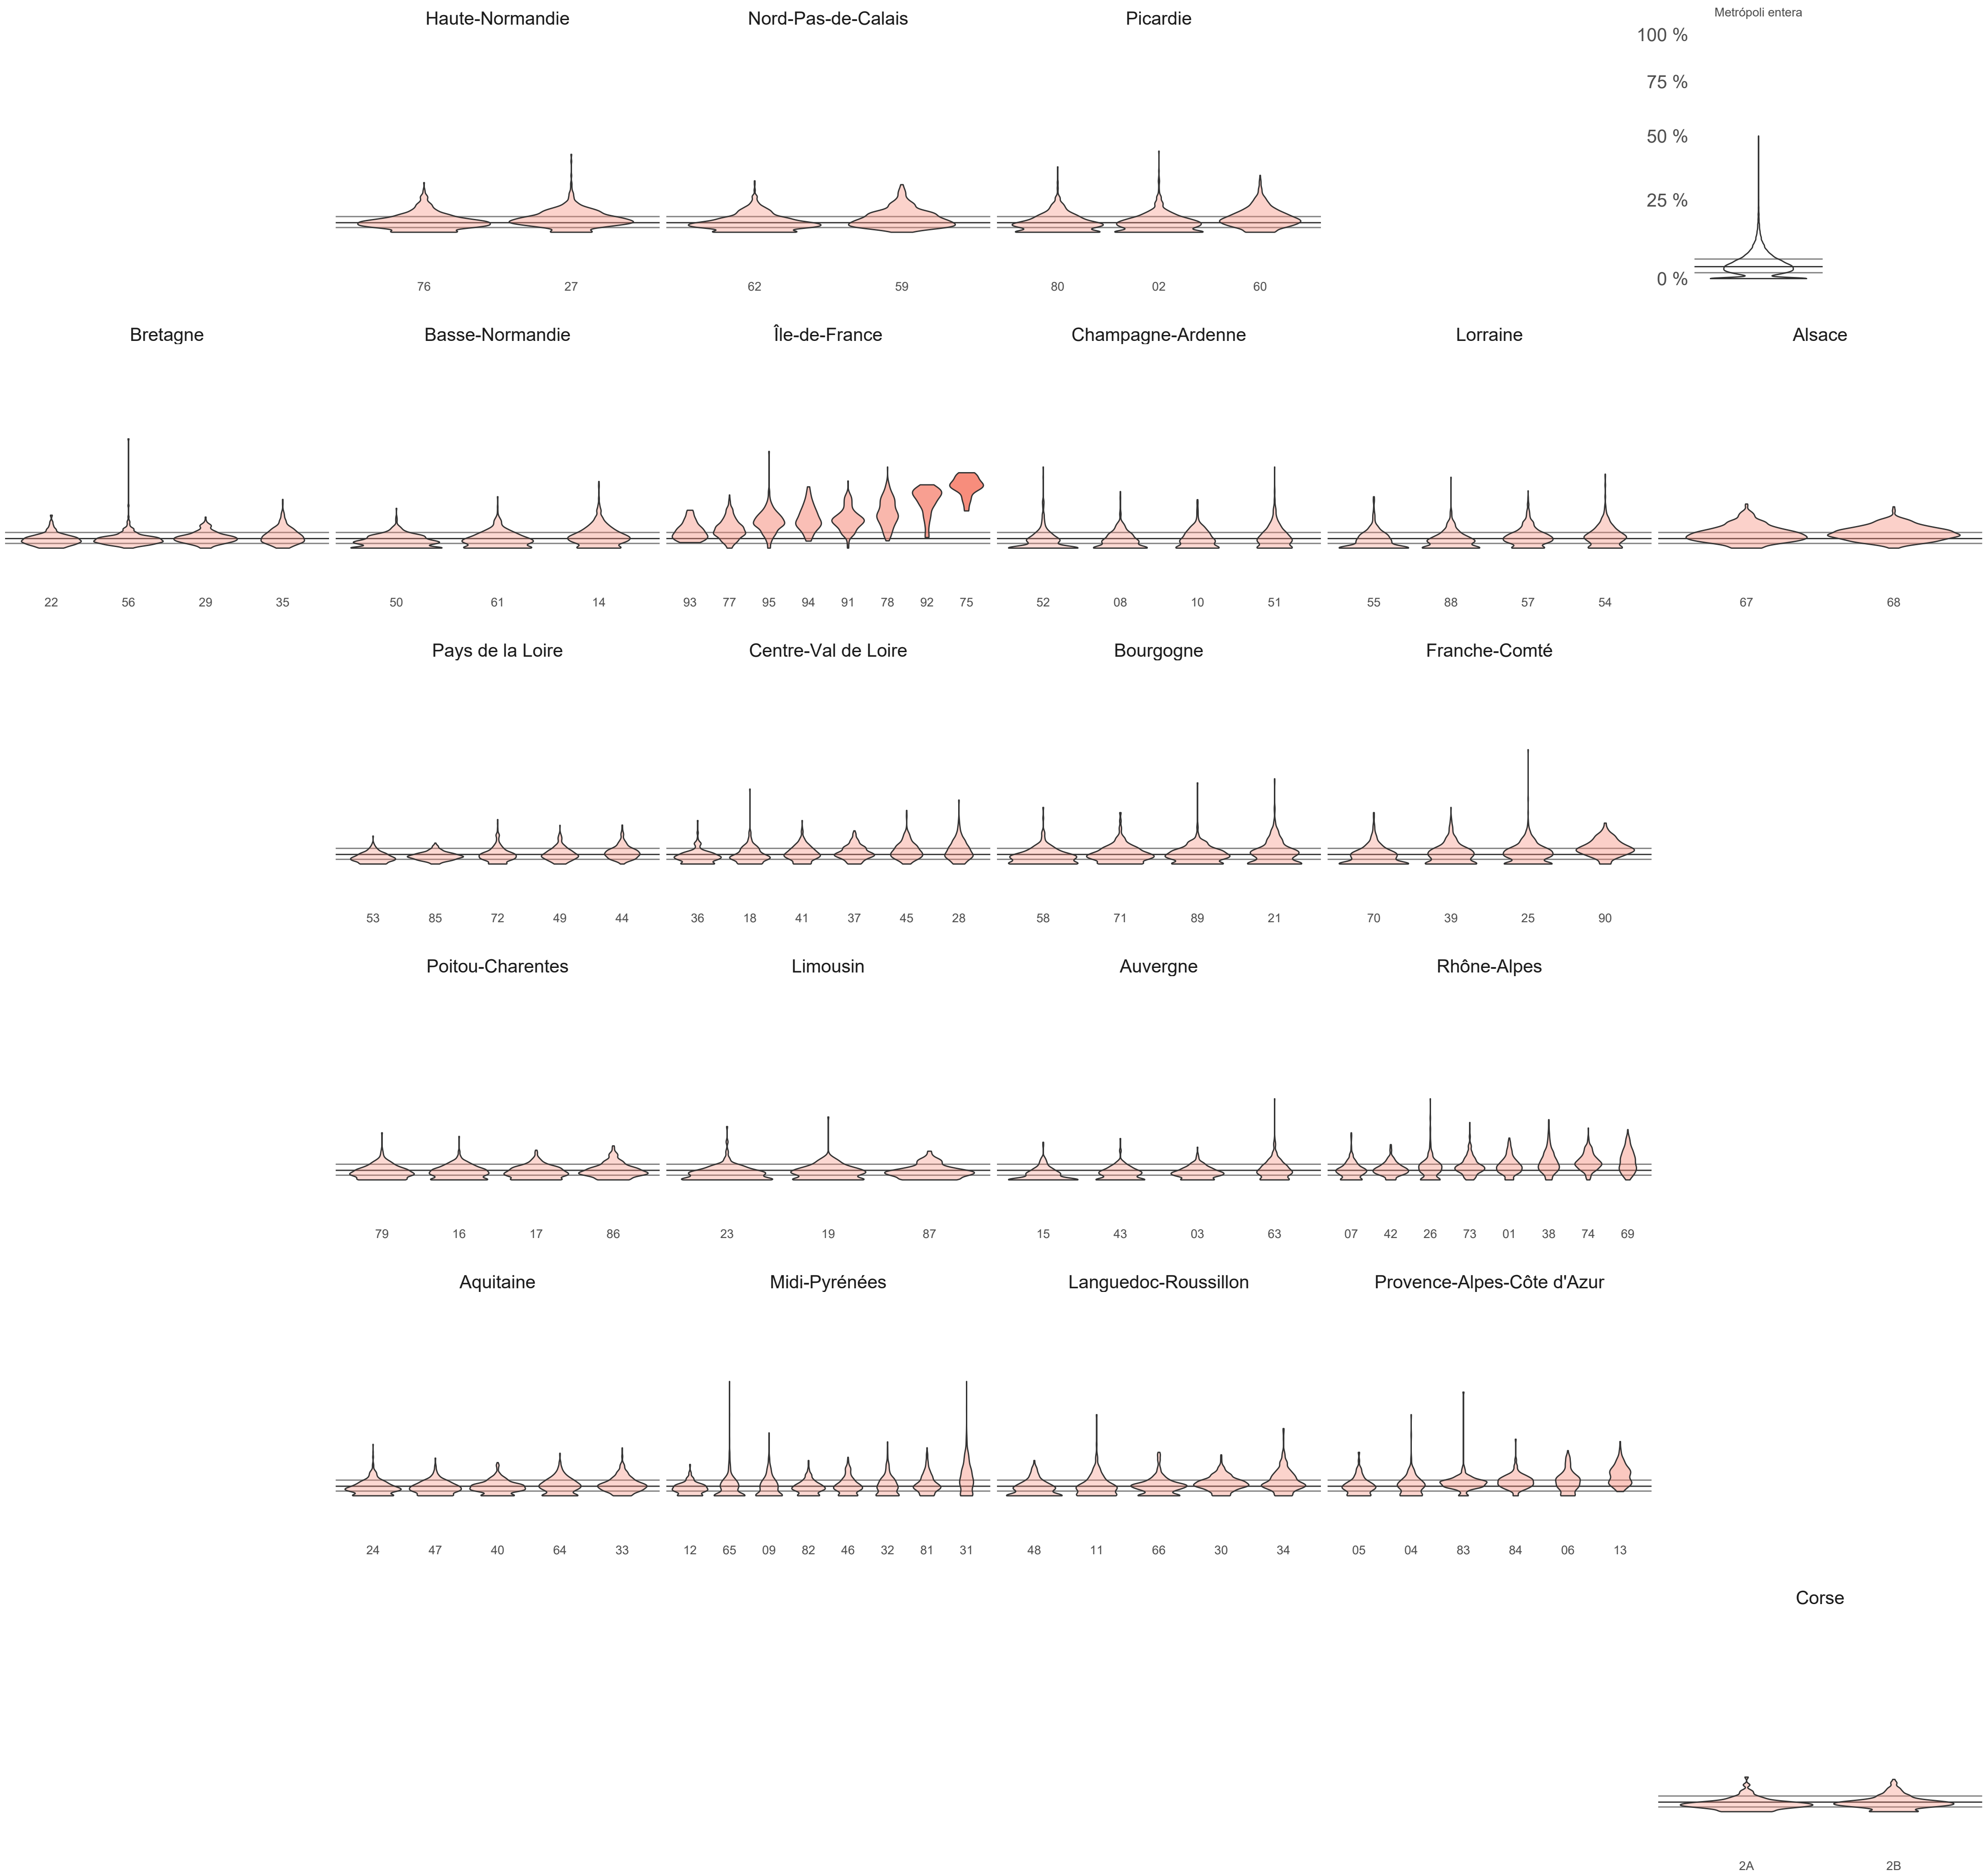 Haute-Normandie Nord-Pas-de-Calais Picardie Metrópoli entera
100 %
75 %
50 %
25 %
0 %
76 27 62 59 80 02 60
Bretagne Basse-Normandie Île-de-France Champagne-Ardenne Lorraine Alsace
22 56 29 35 50 61 14 93 77 95 94 91 78 92 75 52 08 10 51 55 88 57 54 67 68
Pays de la Loire Centre-Val de Loire Bourgogne Franche-Comté
53 85 72 49 44 36 18 41 37 45 28 58 71 89 21 70 39 25 90
Poitou-Charentes Limousin Auvergne Rhône-Alpes
79 16 17 86 23 19 87 15 43 03 63 07 42 26 73 01 38 74 69
Aquitaine Midi-Pyrénées Languedoc-Roussillon Provence-Alpes-Côte d'Azur
24 47 40 64 33 12 65 09 82 46 32 81 31 48 11 66 30 34 05 04 83 84 06 13
Corse
2A 2B